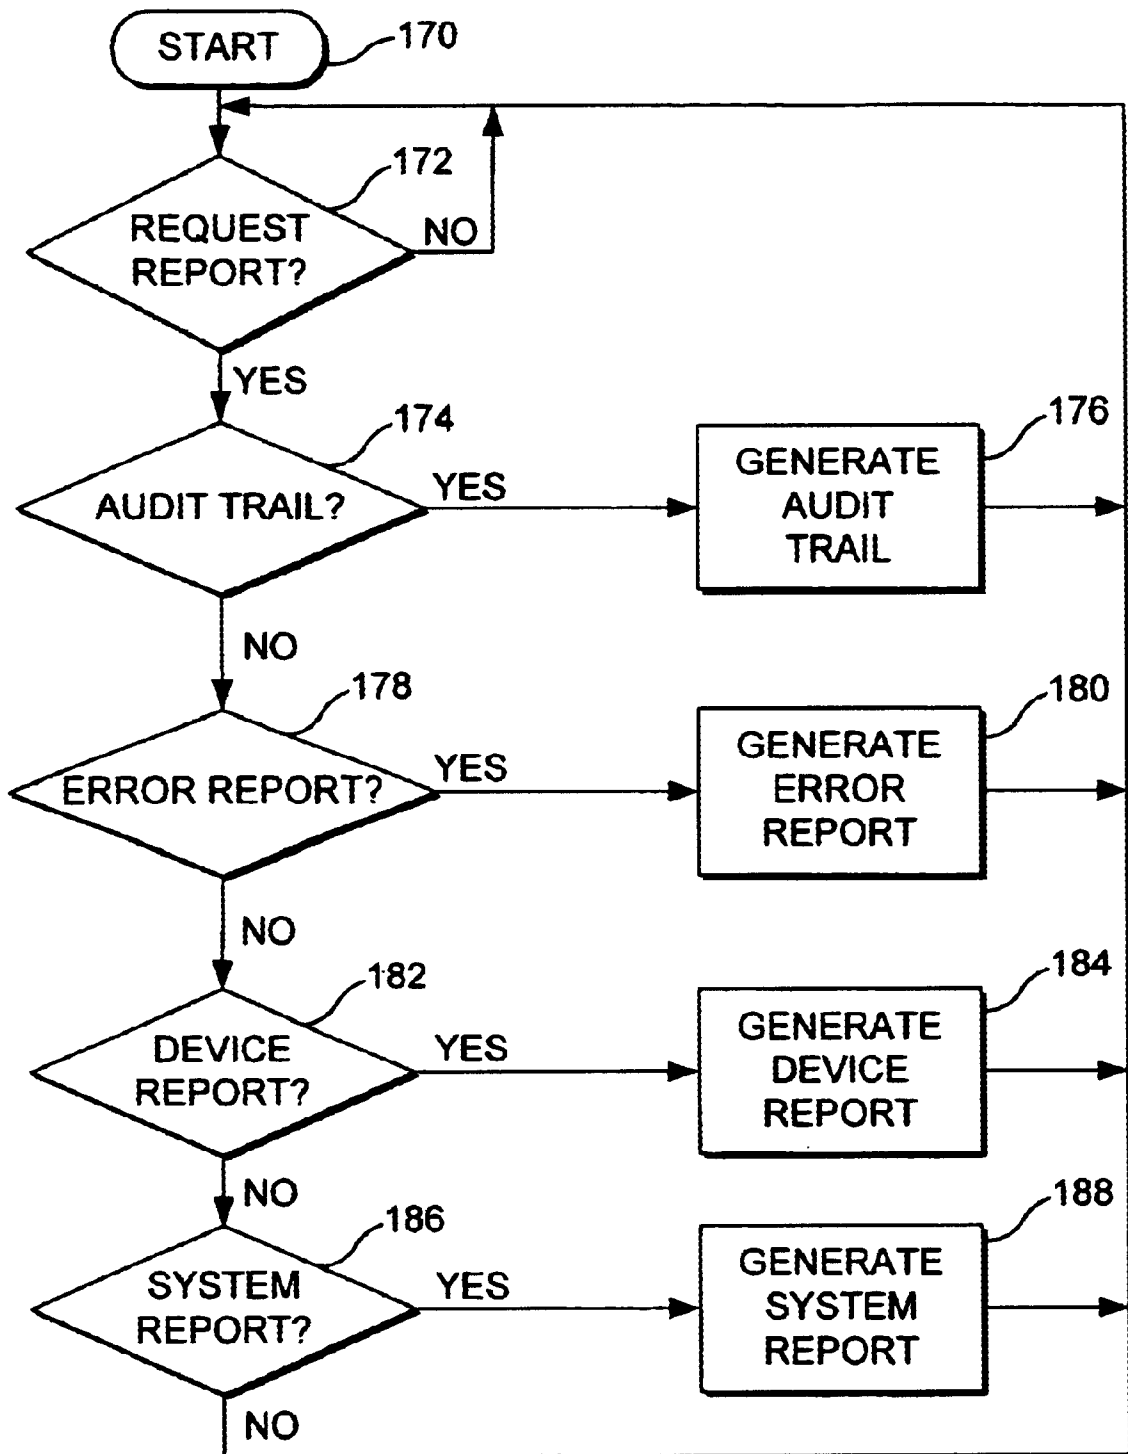 START
170
172
REQUEST
REPORT?
NO
YES
174
AUDIT TRAIL?
YES
176
GENERATE
AUDIT
TRAIL
NO
178
ERROR REPORT?
YES
180
GENERATE
ERROR
REPORT
NO
182
DEVICE
REPORT?
YES
184
GENERATE
DEVICE
REPORT
NO
186
SYSTEM
REPORT?
YES
188
GENERATE
SYSTEM
REPORT
NO